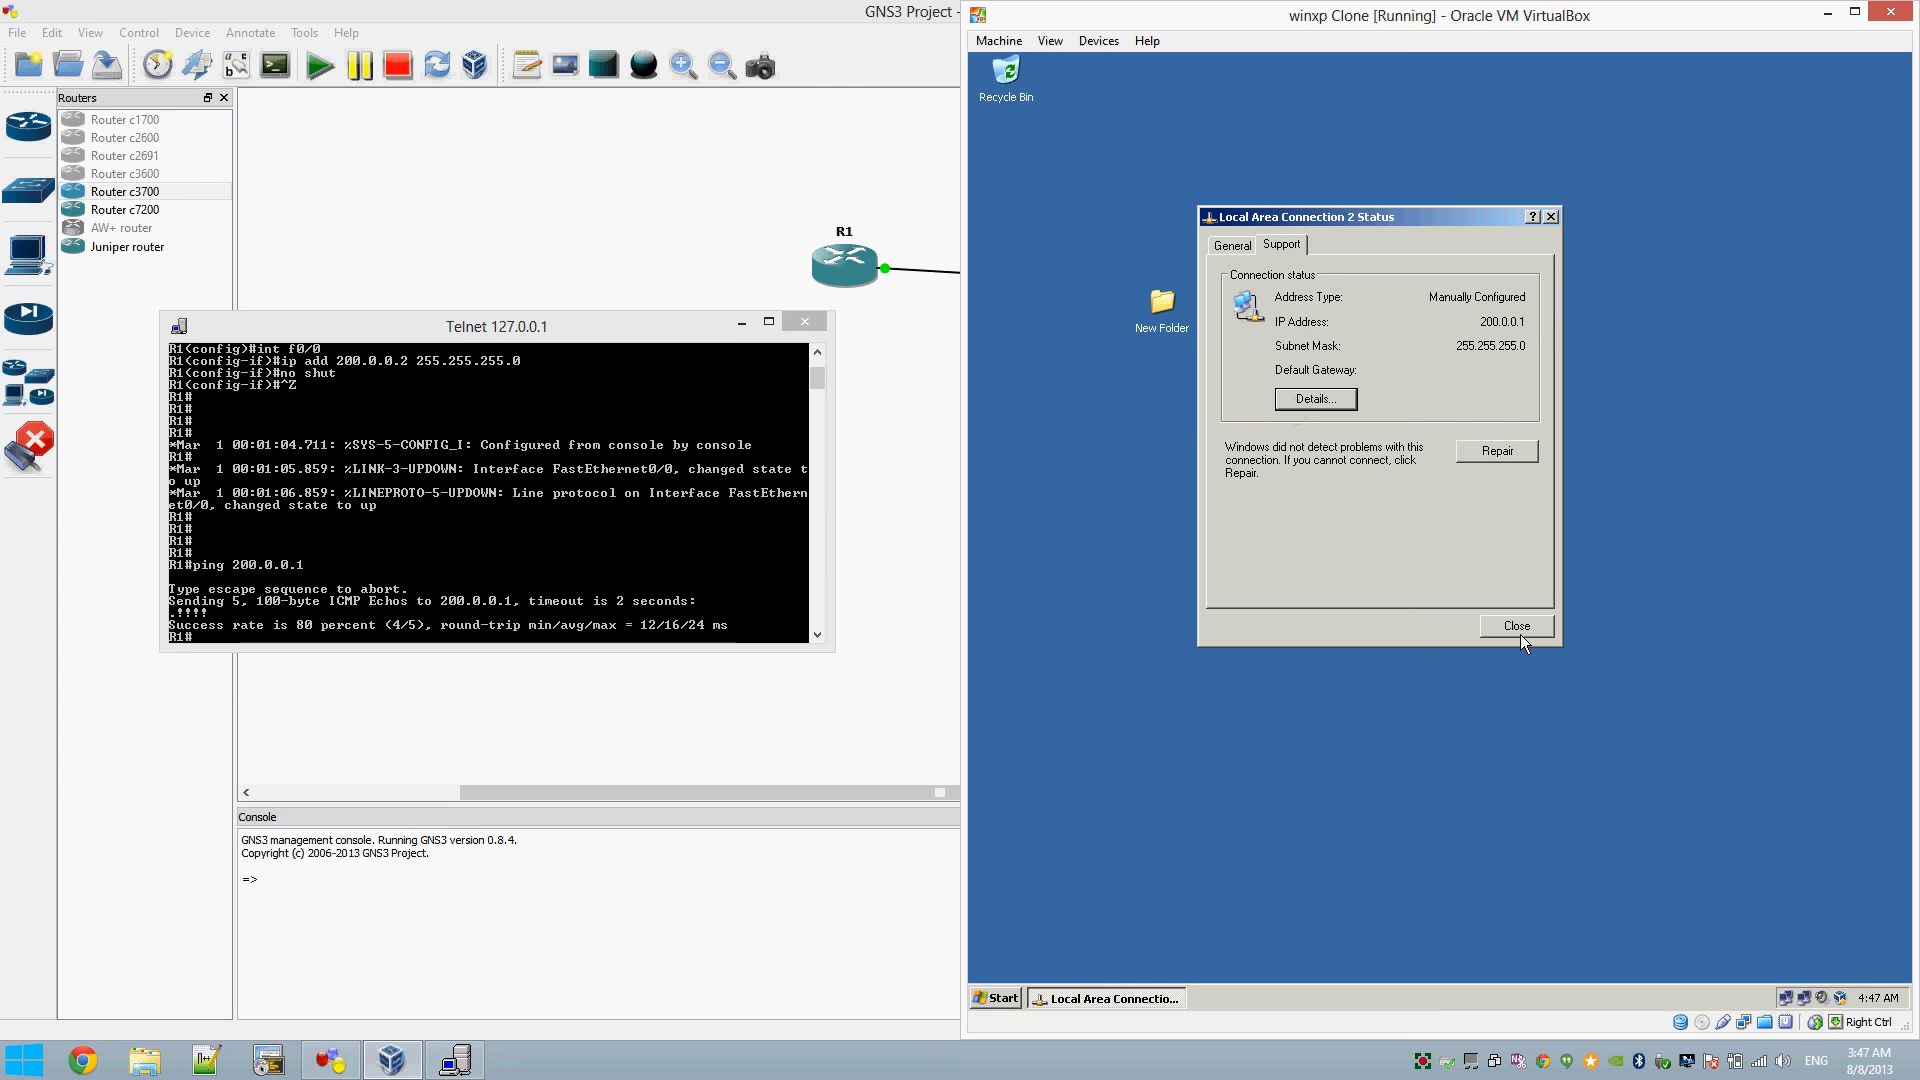 GNS3 Project -
File Edit View Control Device Annotate Tools Help
Routers
Router c1700
Router c2600
Router c2691
Router c3600
Router c3700
Router c7200
AW+ router
Juniper router
R1
Telnet 127.0.0.1
R1(config)#int f0/0
R1(config-if)#ip add 200.0.0.2 255.255.255.0
R1(config-if)#no shut
R1(config-if)#^Z
R1#
R1#
R1#
R1#
*Mar  1 00:01:04.711: %SYS-5-CONFIG_I: Configured from console by console
R1#
*Mar  1 00:01:05.859: %LINK-3-UPDOWN: Interface FastEthernet0/0, changed state t
o up
*Mar  1 00:01:06.859: %LINEPROTO-5-UPDOWN: Line protocol on Interface FastEthern
et0/0, changed state to up
R1#
R1#
R1#
R1#
R1#ping 200.0.0.1
Type escape sequence to abort.
Sending 5, 100-byte ICMP Echos to 200.0.0.1, timeout is 2 seconds:
.!!!!
Success rate is 80 percent (4/5), round-trip min/avg/max = 12/16/24 ms
R1#
Console
GNS3 management console. Running GNS3 version 0.8.4.
Copyright (c) 2006-2013 GNS3 Project.
=>
winxp Clone [Running] - Oracle VM VirtualBox
Machine View Devices Help
Recycle Bin
New Folder
Local Area Connection 2 Status
General Support
Connection status
Address Type: Manually Configured
IP Address: 200.0.0.1
Subnet Mask: 255.255.255.0
Default Gateway:
Details...
Windows did not detect problems with this
connection. If you cannot connect, click
Repair.
Repair
Close
Start Local Area Connectio... 4:47 AM
Right Ctrl
ENG 3:47 AM
8/8/2013